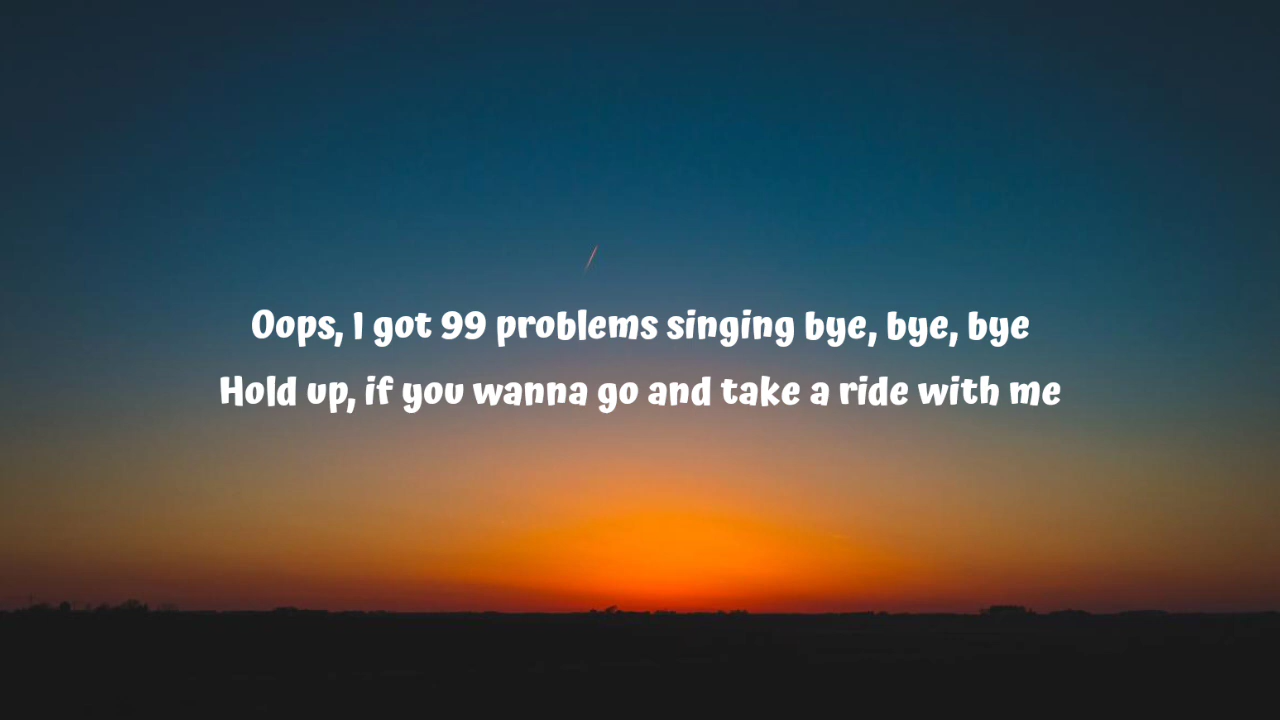 Oops, I got 99 problems singing bye, bye, bye
Hold up, if you wanna go and take a ride with me